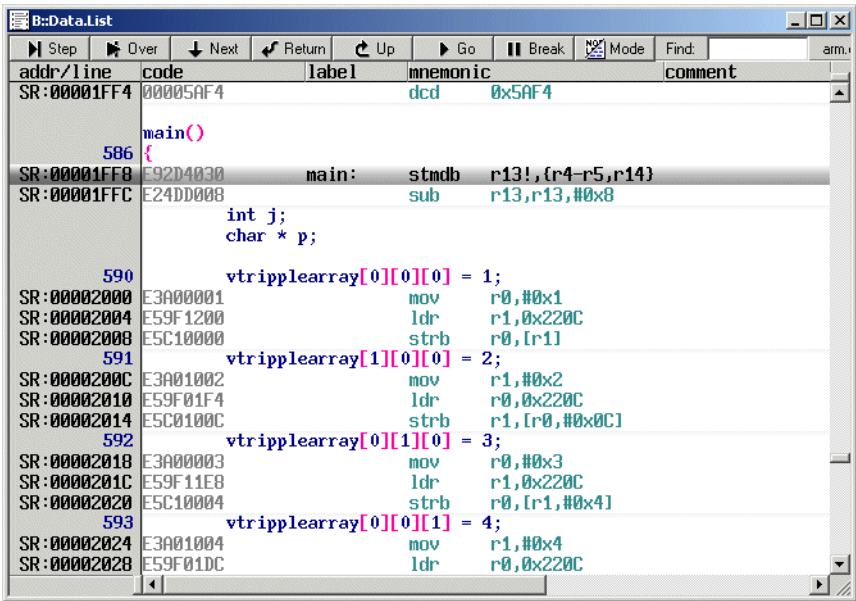 B::Data.List
Step Over Next Return Up Go Break Mode Find: arm.
addr/line code label mnemonic comment
SR:00001FF4 00005AF4 dcd 0x5AF4
main()
586 {
SR:00001FF8 E92D4030 main: stmdb r13!,{r4-r5,r14}
SR:00001FFC E24DD008 sub r13,r13,#0x8
int j;
char * p;
590 vtripplearray[0][0][0] = 1;
SR:00002000 E3A00001 mov r0,#0x1
SR:00002004 E59F1200 ldr r1,0x220C
SR:00002008 E5C10000 strb r0,[r1]
591 vtripplearray[1][0][0] = 2;
SR:0000200C E3A01002 mov r1,#0x2
SR:00002010 E59F01F4 ldr r0,0x220C
SR:00002014 E5C0100C strb r1,[r0,#0x0C]
592 vtripplearray[0][1][0] = 3;
SR:00002018 E3A00003 mov r0,#0x3
SR:0000201C E59F11E8 ldr r1,0x220C
SR:00002020 E5C10004 strb r0,[r1,#0x4]
593 vtripplearray[0][0][1] = 4;
SR:00002024 E3A01004 mov r1,#0x4
SR:00002028 E59F01DC ldr r0,0x220C